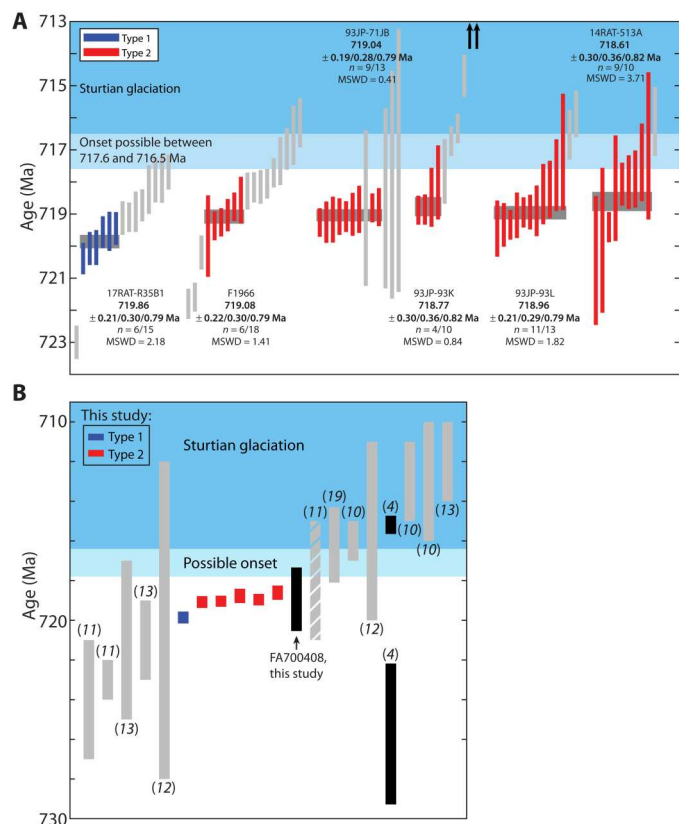 A
Age (Ma)
713
715
717
719
721
723
Type 1
Type 2
Sturtian glaciation
Onset possible between
717.6 and 716.5 Ma
93JP-71JB
719.04
± 0.19/0.28/0.79 Ma
n = 9/13
MSWD = 0.41
14RAT-513A
718.61
± 0.30/0.36/0.82 Ma
n = 9/10
MSWD = 3.71
17RAT-R35B1
719.86
± 0.21/0.30/0.79 Ma
n = 6/15
MSWD = 2.18
F1966
719.08
± 0.22/0.30/0.79 Ma
n = 6/18
MSWD = 1.41
93JP-93K
718.77
± 0.30/0.36/0.82 Ma
n = 4/10
MSWD = 0.84
93JP-93L
718.96
± 0.21/0.29/0.79 Ma
n = 11/13
MSWD = 1.82
B
Age (Ma)
710
720
730
This study:
Type 1
Type 2
Sturtian glaciation
Possible onset
(11)
(11)
(13)
(13)
(12)
FA700408,
this study
(11)
(19)
(10)
(12)
(4)
(4)
(10)
(10)
(13)